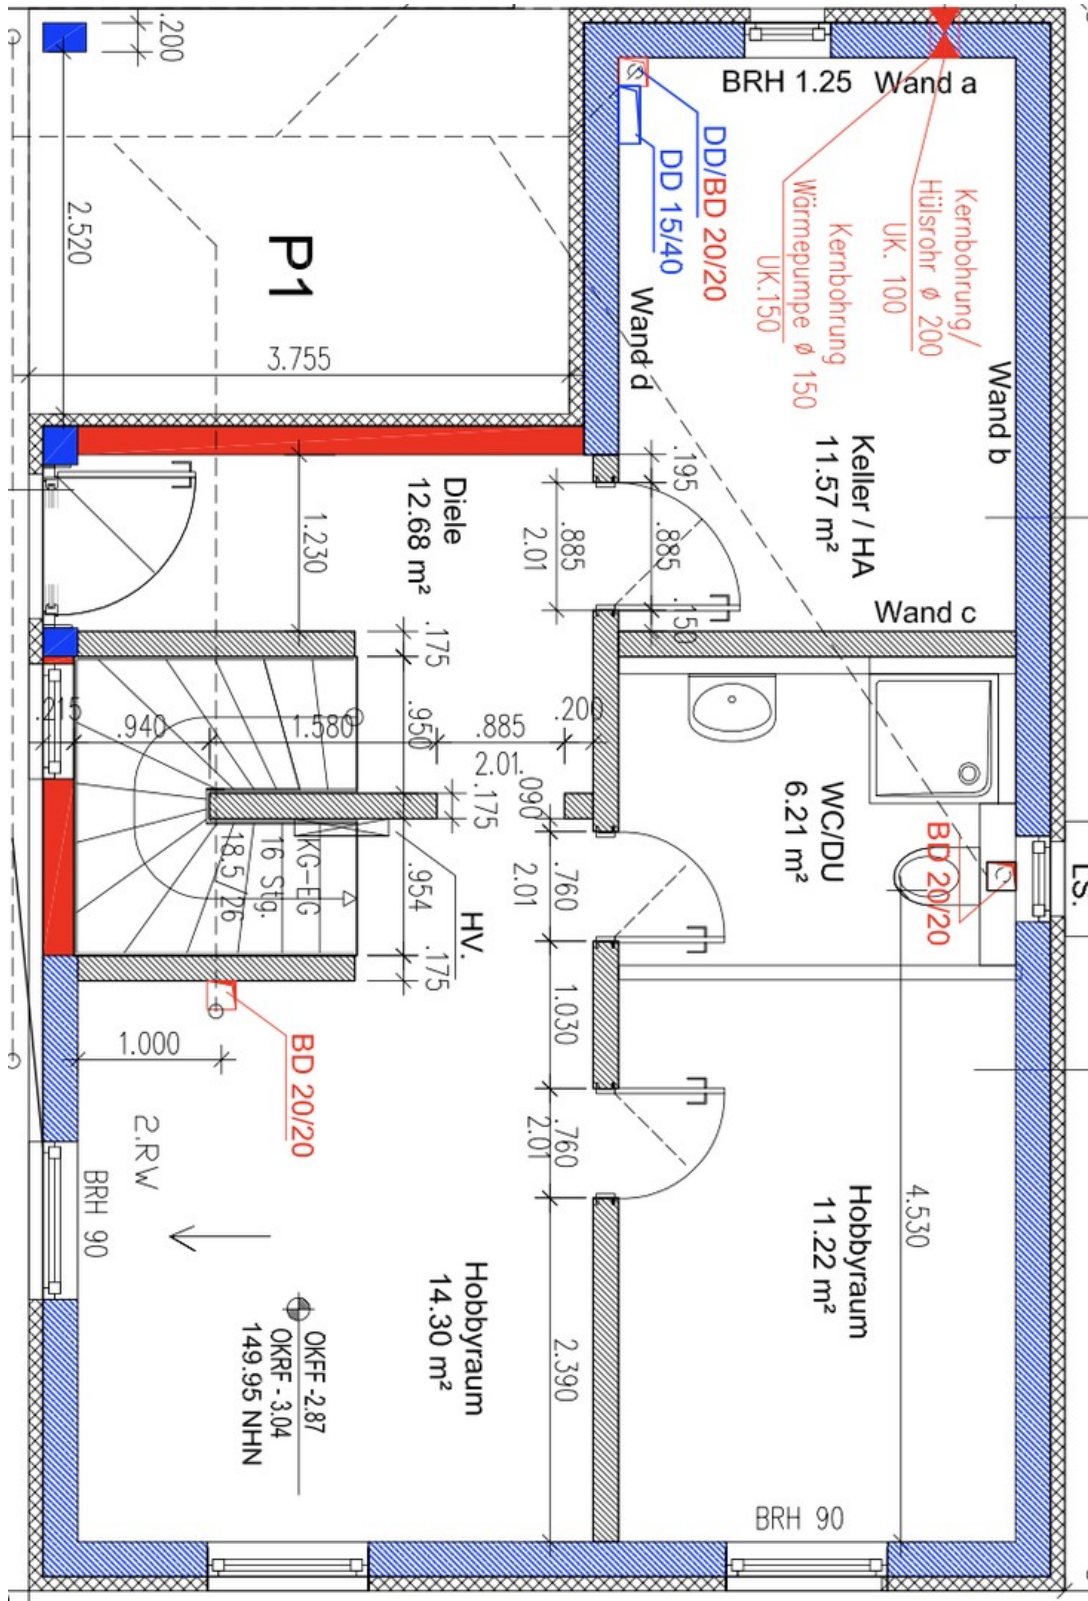 .200
BRH 1.25
Wand a
DD/BD 20/20
DD 15/40
Kernbohrung/
Hülsrohr ø 200
UK. 100
Kernbohrung
Wärmepumpe ø 150
UK.150
2.520
P1
3.755
Wand d
Wand b
Keller / HA
11.57 m²
.195
.885
.150
.885
2.01
Diele
12.68 m²
1.230
Wand c
.175
.215
.940
1.580
.950
.885
2.01
.200
.090
.175
WC/DU
6.21 m²
BD 20/20
LS.
.760
2.01
KG-EG
16 Stg.
18.5/26
.954
HV.
.175
1.000
BD 20/20
1.030
.760
2.01
2.RW
BRH 90
Hobbyraum
11.22 m²
4.530
Hobbyraum
14.30 m²
OKFF -2.87
OKRF - 3.04
149.95 NHN
2.390
BRH 90